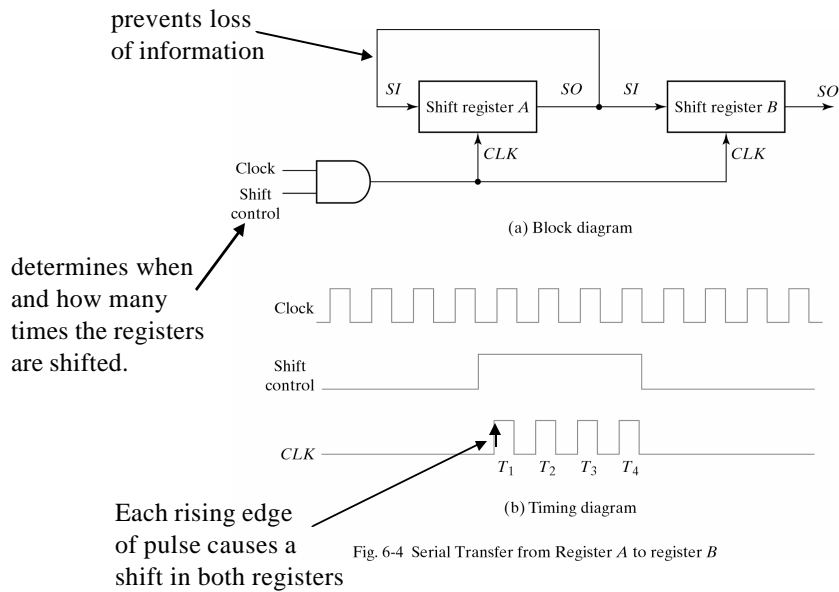 prevents loss
of information
SI
Shift register A
SO
SI
Shift register B
SO
CLK
CLK
Clock
Shift
control
(a) Block diagram
determines when
and how many
times the registers
are shifted.
Clock
Shift
control
CLK
T1 T2 T3 T4
(b) Timing diagram
Each rising edge
of pulse causes a
shift in both registers
Fig. 6-4 Serial Transfer from Register A to register B